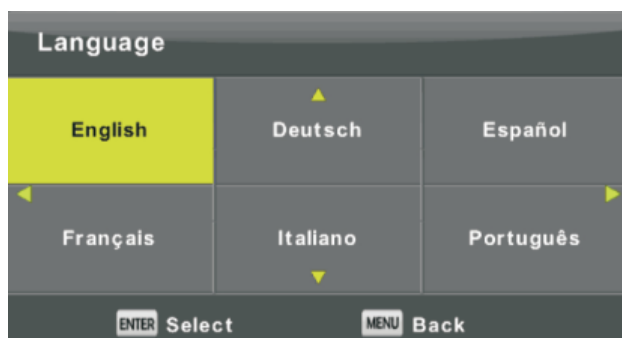 Language
English Deutsch Español
Français Italiano Português
ENTER Select MENU Back